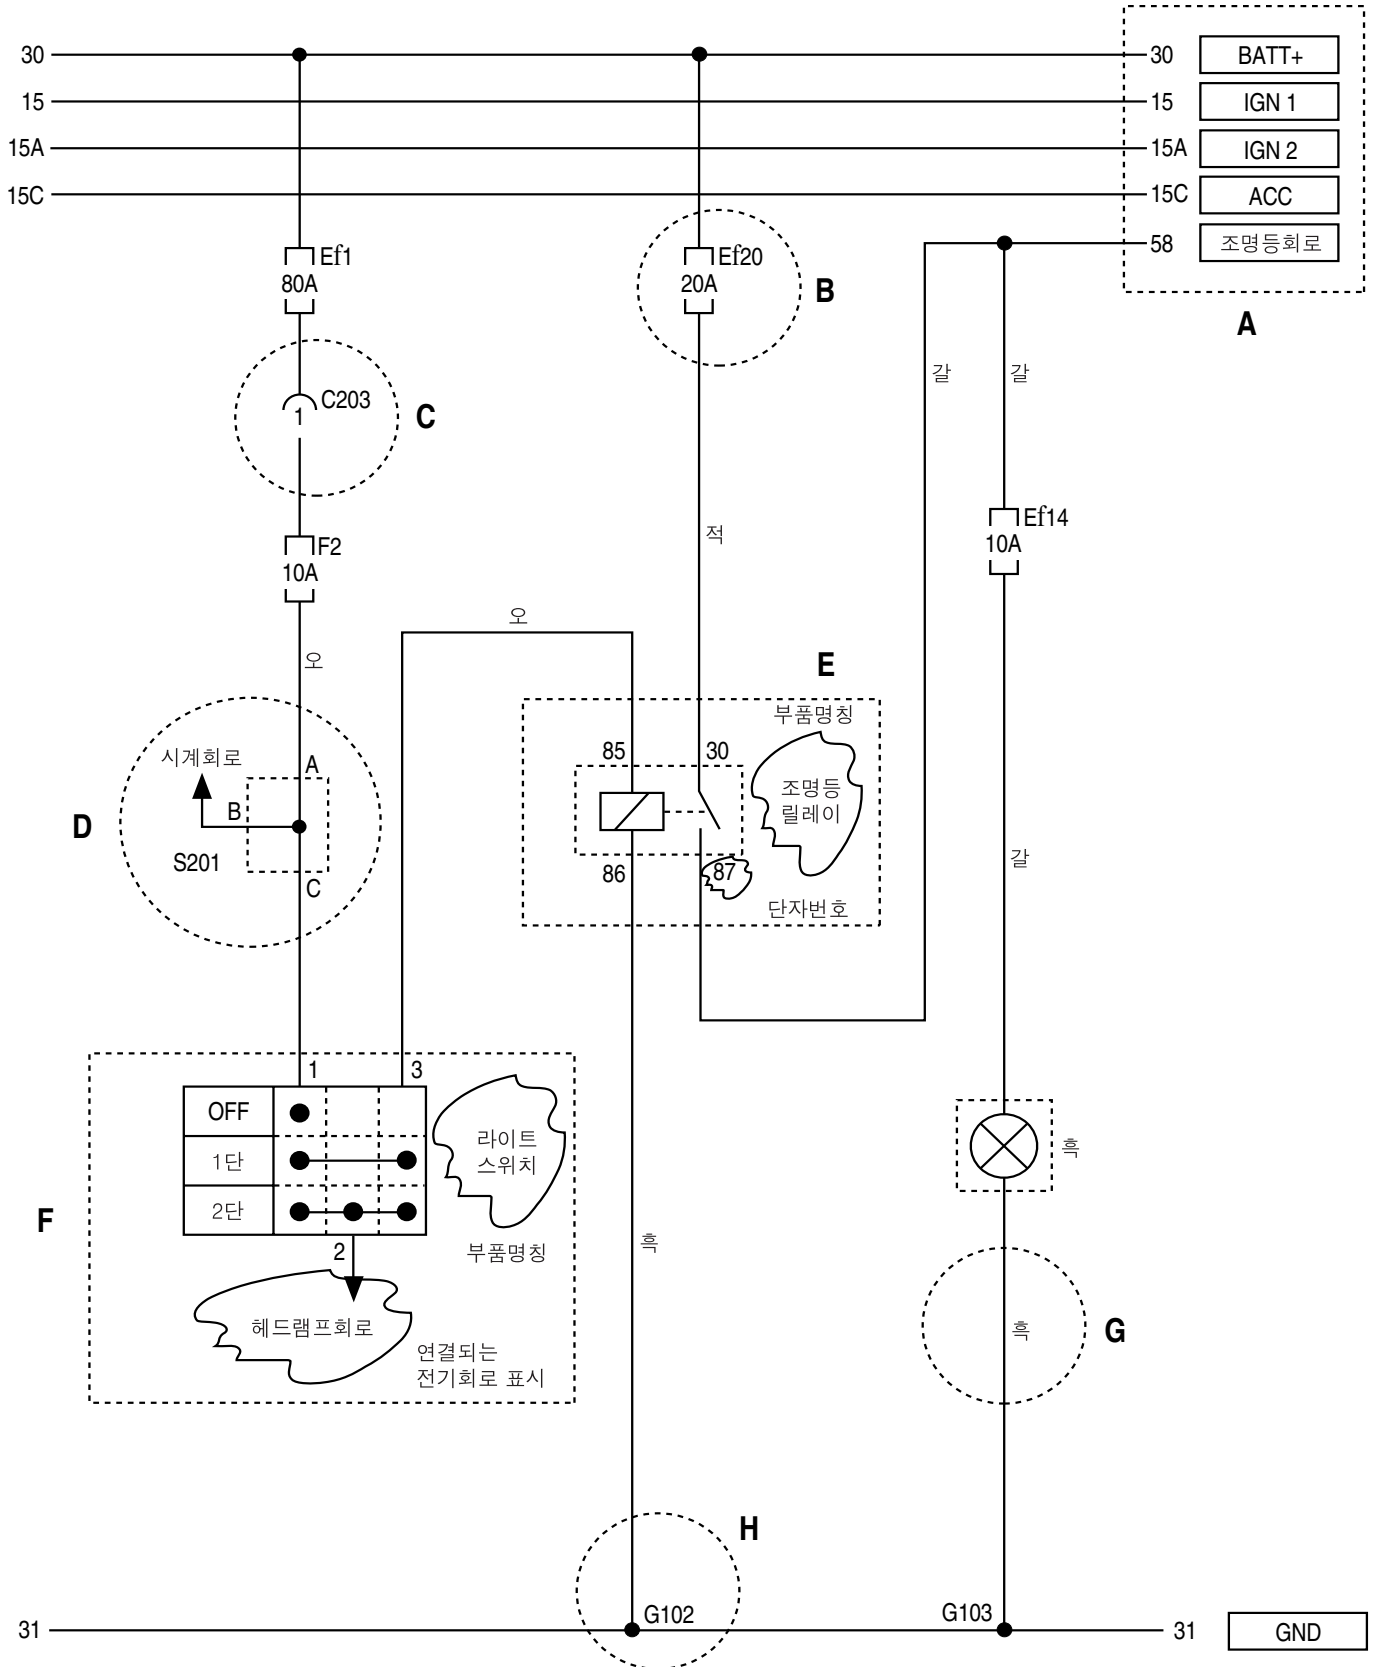 30
30
BATT+
15
15
IGN 1
15A
15A
IGN 2
15C
15C
ACC
58
조명등회로
A
Ef1
80A
Ef20
20A
B
갈
갈
C203
1
C
Ef14
10A
적
F2
10A
오
오
E
부품명칭
85
30
조명등
릴레이
시계회로
A
B
D
S201
C
86
87
단자번호
갈
1
3
OFF
1단
2단
라이트
스위치
F
2
부품명칭
헤드램프회로
연결되는
전기회로 표시
흑
흑
흑
G
H
G102
G103
31
31
GND